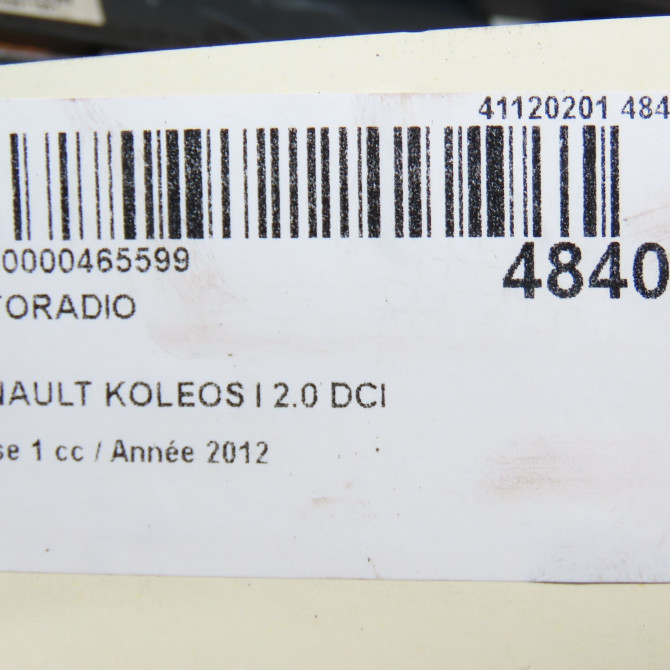 41120201 484
0000465599
4840
TORADIO
NAULT KOLEOS I 2.0 DCI
se 1 cc / Année 2012